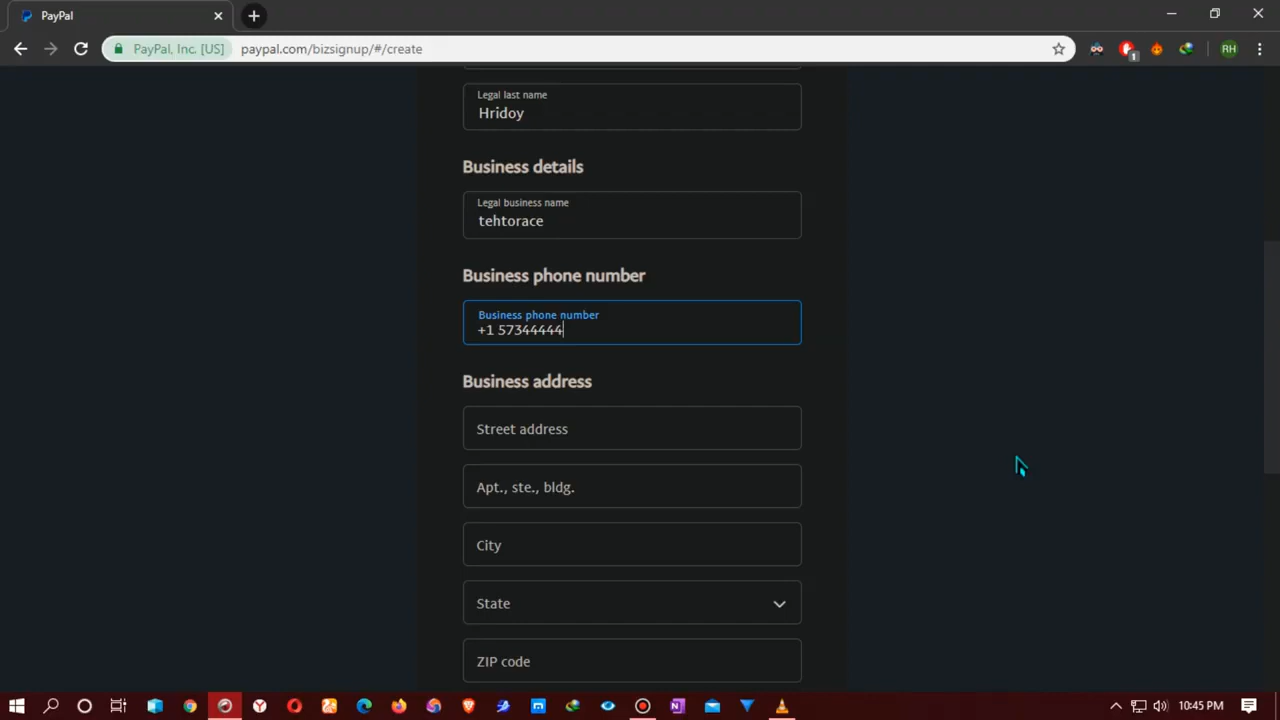 PayPal
PayPal, Inc. [US] paypal.com/bizsignup/#/create
1
RH
Legal last name
Hridoy
Business details
Legal business name
tehtorace
Business phone number
Business phone number
+1 57344444
Business address
Street address
Apt., ste., bldg.
City
State
ZIP code
10:45 PM